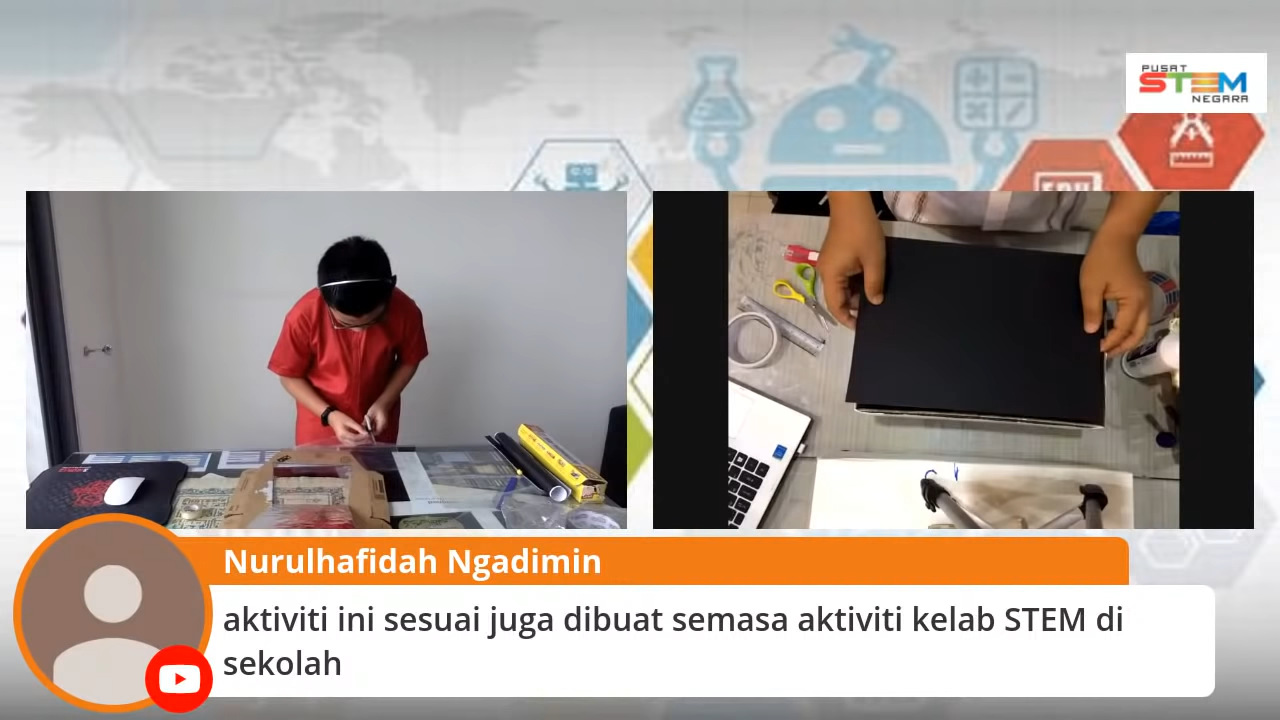 PUSAT
STEM
NEGARA
Nurulhafidah Ngadimin
aktiviti ini sesuai juga dibuat semasa aktiviti kelab STEM di
sekolah